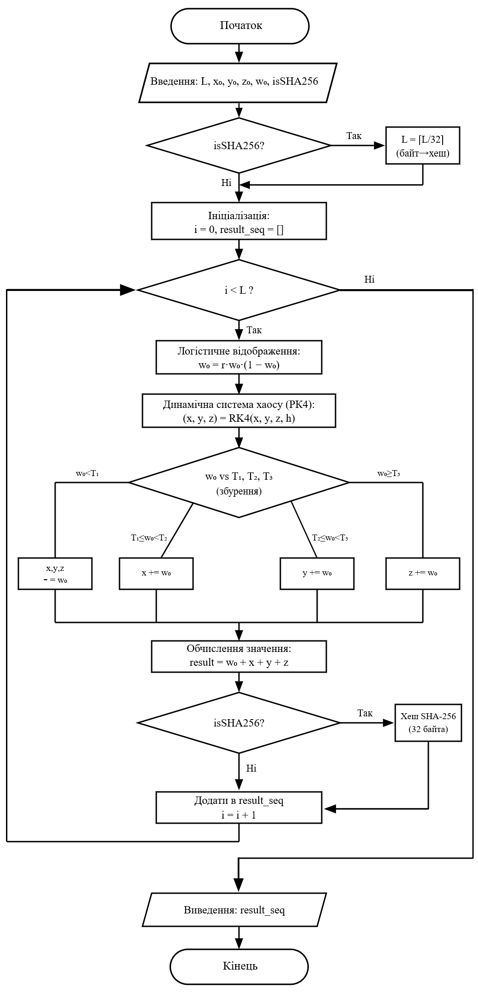 Початок
Введення: L, x₀, y₀, z₀, w₀, isSHA256
isSHA256?
Так
L = ⌈L/32⌉
(байт→хеш)
Ні
Ініціалізація:
i = 0, result_seq = []
i < L ?
Ні
Так
Логістичне відображення:
w₀ = r·w₀·(1 − w₀)
Динамічна система хаосу (РК4):
(x, y, z) = RK4(x, y, z, h)
w₀ vs T₁, T₂, T₃
(збурення)
w₀<T₁
w₀≥T₃
T₁≤w₀<T₂
T₂≤w₀<T₃
x,y,z
- = w₀
x += w₀
y += w₀
z += w₀
Обчислення значення:
result = w₀ + x + y + z
isSHA256?
Так
Хеш SHA-256
(32 байта)
Ні
Додати в result_seq
i = i + 1
Виведення: result_seq
Кінець